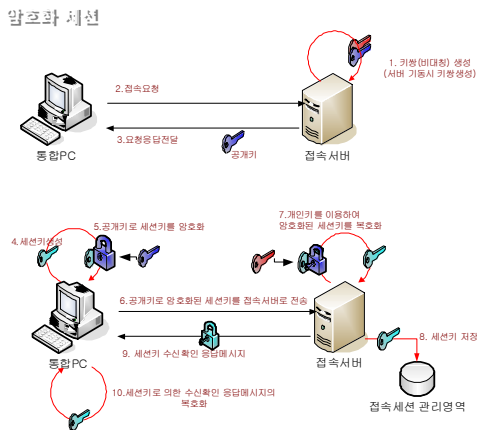 암호화 세션
1. 키쌍(비대칭) 생성
(서버 기동시 키쌍생성)
2.접속요청
3.요청응답전달
공개키
통합PC
접속서버
7.개인키를 이용하여
암호화된 세션키를 복호화
5.공개키로 세션키를 암호화
4.세션키생성
6.공개키로 암호화된 세션키를 접속서버로 전송
8. 세션키 저장
9. 세션키 수신확인 응답메시지
통합PC
접속서버
10.세션키로 의한 수신확인 응답메시지의
복호화
접속세션 관리영역